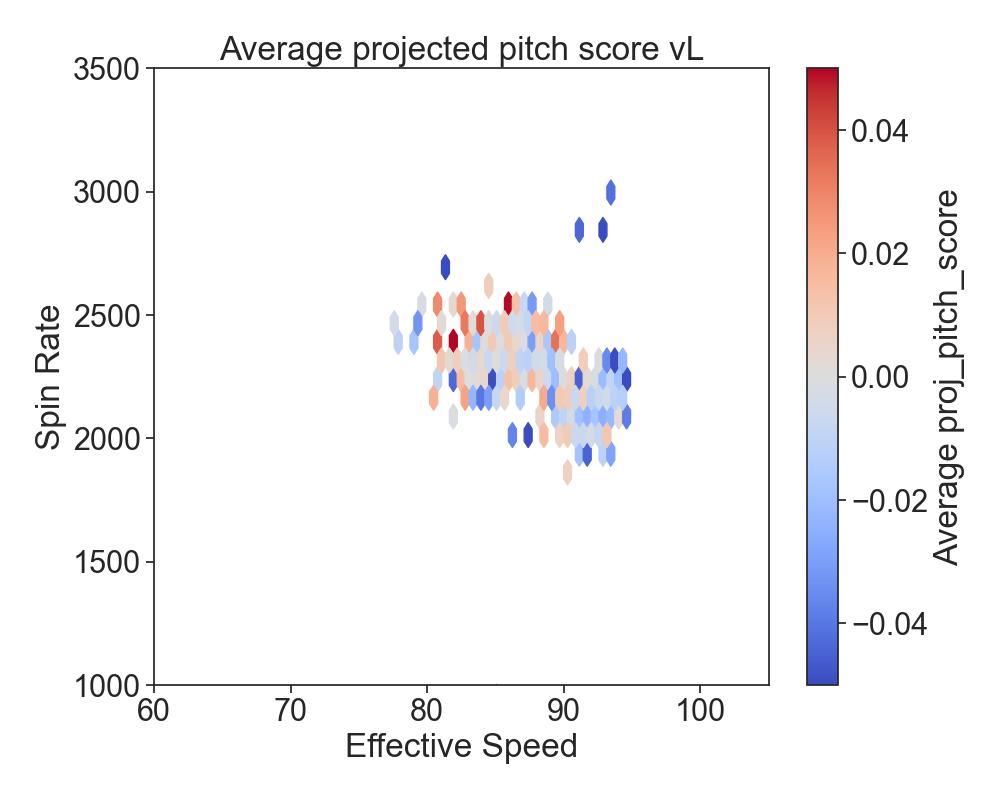 Average projected pitch score vL
3500
3000
2500
2000
1500
1000
Spin Rate
60 70 80 90 100
Effective Speed
0.04
0.02
0.00
−0.02
−0.04
Average proj_pitch_score